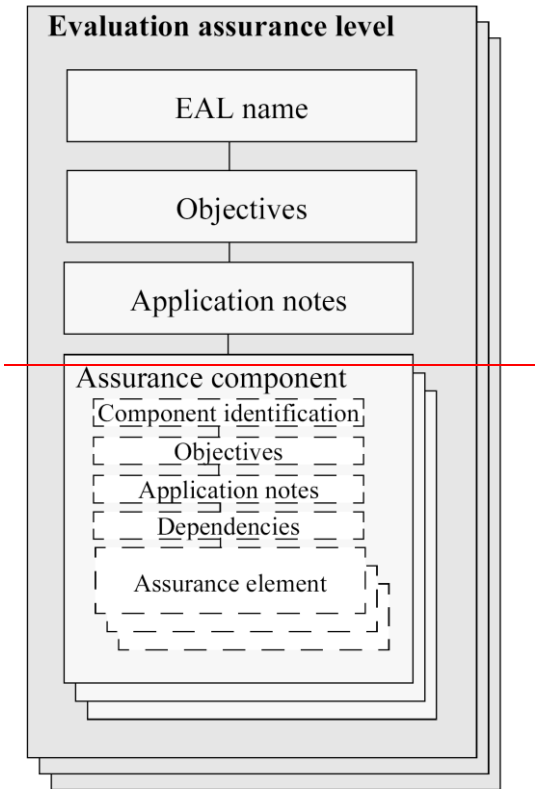 Evaluation assurance level
EAL name
Objectives
Application notes
Assurance component
Component identification
Objectives
Application notes
Dependencies
Assurance element